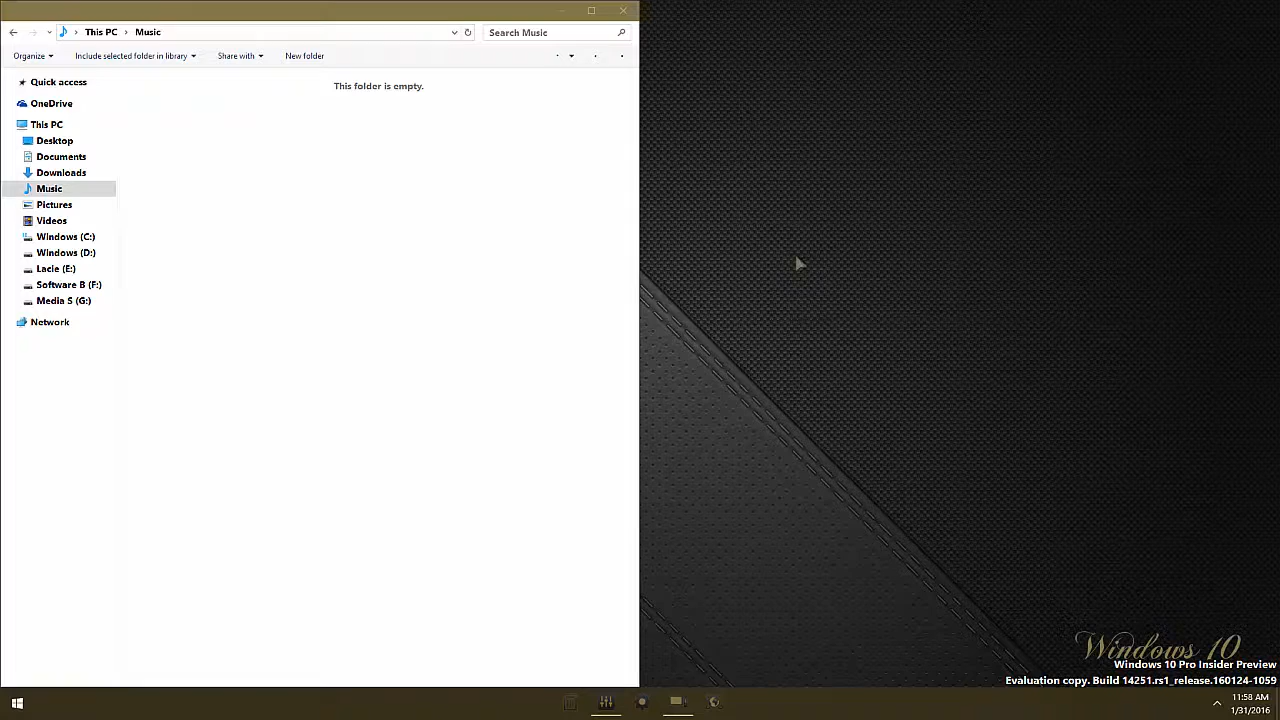 This PC
Music
Search Music
Organize
Include selected folder in library
Share with
New folder
Quick access
This folder is empty.
OneDrive
This PC
Desktop
Documents
Downloads
Music
Pictures
Videos
Windows (C:)
Windows (D:)
Lacie (E:)
Software B (F:)
Media S (G:)
Network
Windows 10
Windows 10 Pro Insider Preview
Evaluation copy. Build 14251.rs1_release.160124-1059
11:58 AM
1/31/2016